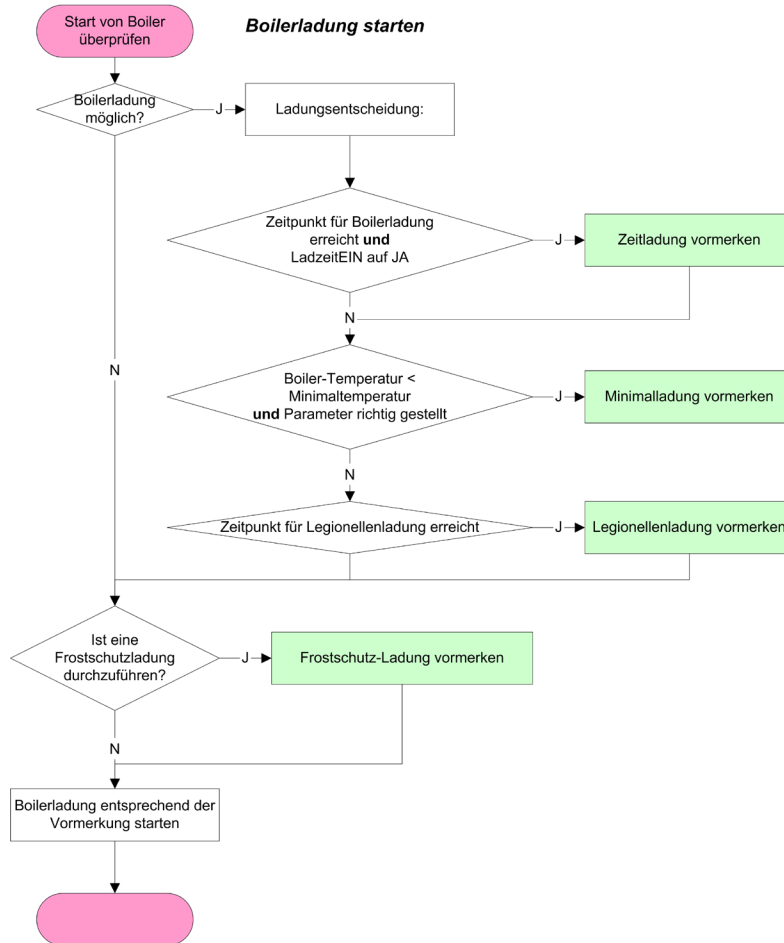 Start von Boiler
überprüfen
Boilerladung starten
Boilerladung
möglich?
J
Ladungsentscheidung:
Zeitpunkt für Boilerladung
erreicht und
LadzeitEIN auf JA
J
Zeitladung vormerken
N
N
Boiler-Temperatur <
Minimaltemperatur
und Parameter richtig gestellt
J
Minimalladung vormerken
N
Zeitpunkt für Legionellenladung erreicht
J
Legionellenladung vormerken
Ist eine
Frostschutzladung
durchzuführen?
J
Frostschutz-Ladung vormerken
N
Boilerladung entsprechend der
Vormerkung starten